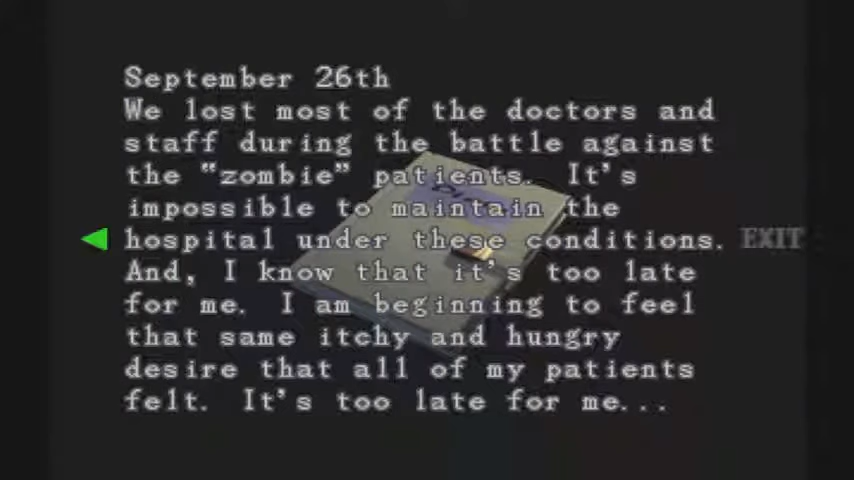 September 26th
We lost most of the doctors and
staff during the battle against
the "zombie" patients. It's
impossible to maintain the
hospital under these conditions.
EXIT
And, I know that it's too late
for me. I am beginning to feel
that same itchy and hungry
desire that all of my patients
felt. It's too late for me...